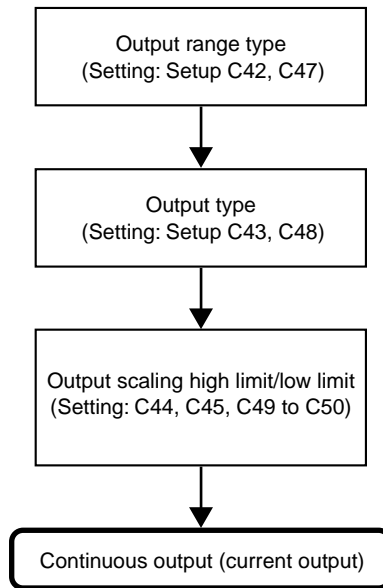 Output range type
(Setting: Setup C42, C47)
Output type
(Setting: Setup C43, C48)
Output scaling high limit/low limit
(Setting: C44, C45, C49 to C50)
Continuous output (current output)